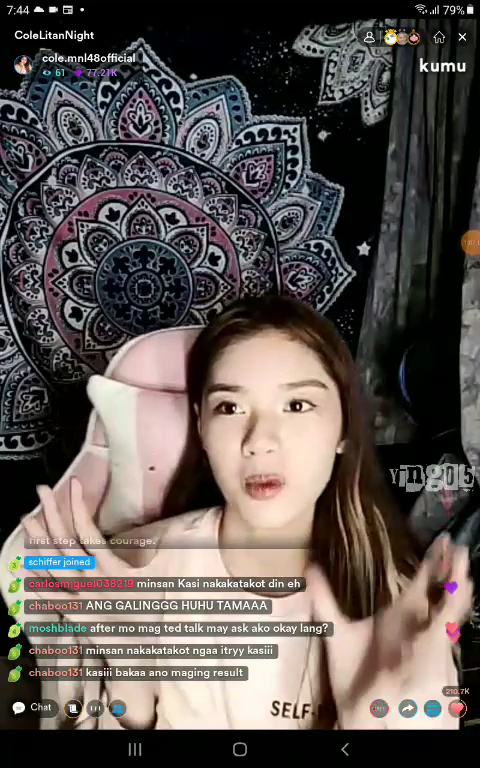 7:44
79%
ColeLitanNight
cole.mnl48official
61 77.21K
kumu
Yingo5
first step takes courage.
schiffer joined
carlosmiguel038219 minsan Kasi nakakatakot din eh
chaboo131 ANG GALINGGG HUHU TAMAAA
moshblade after mo mag ted talk may ask ako okay lang?
chaboo131 minsan nakakatakot ngaa itryy kasiii
chaboo131 kasiii bakaa ano maging result
210.7K
Chat
SELF-